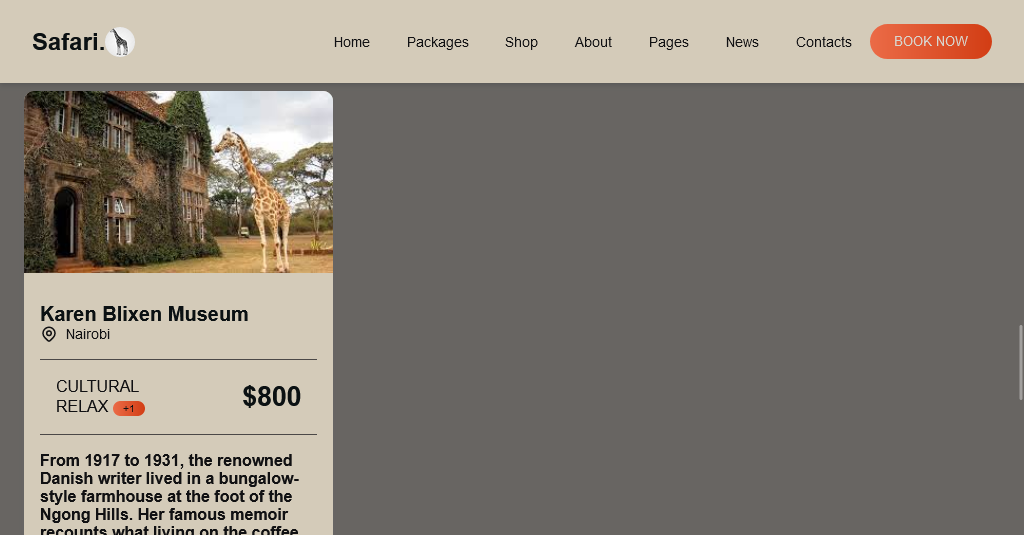 Safari.
Home Packages Shop About Pages News Contacts BOOK NOW
Karen Blixen Museum
Nairobi
CULTURAL
RELAX +1
$800
From 1917 to 1931, the renowned
Danish writer lived in a bungalow-
style farmhouse at the foot of the
Ngong Hills. Her famous memoir
recounts what living on the coffee